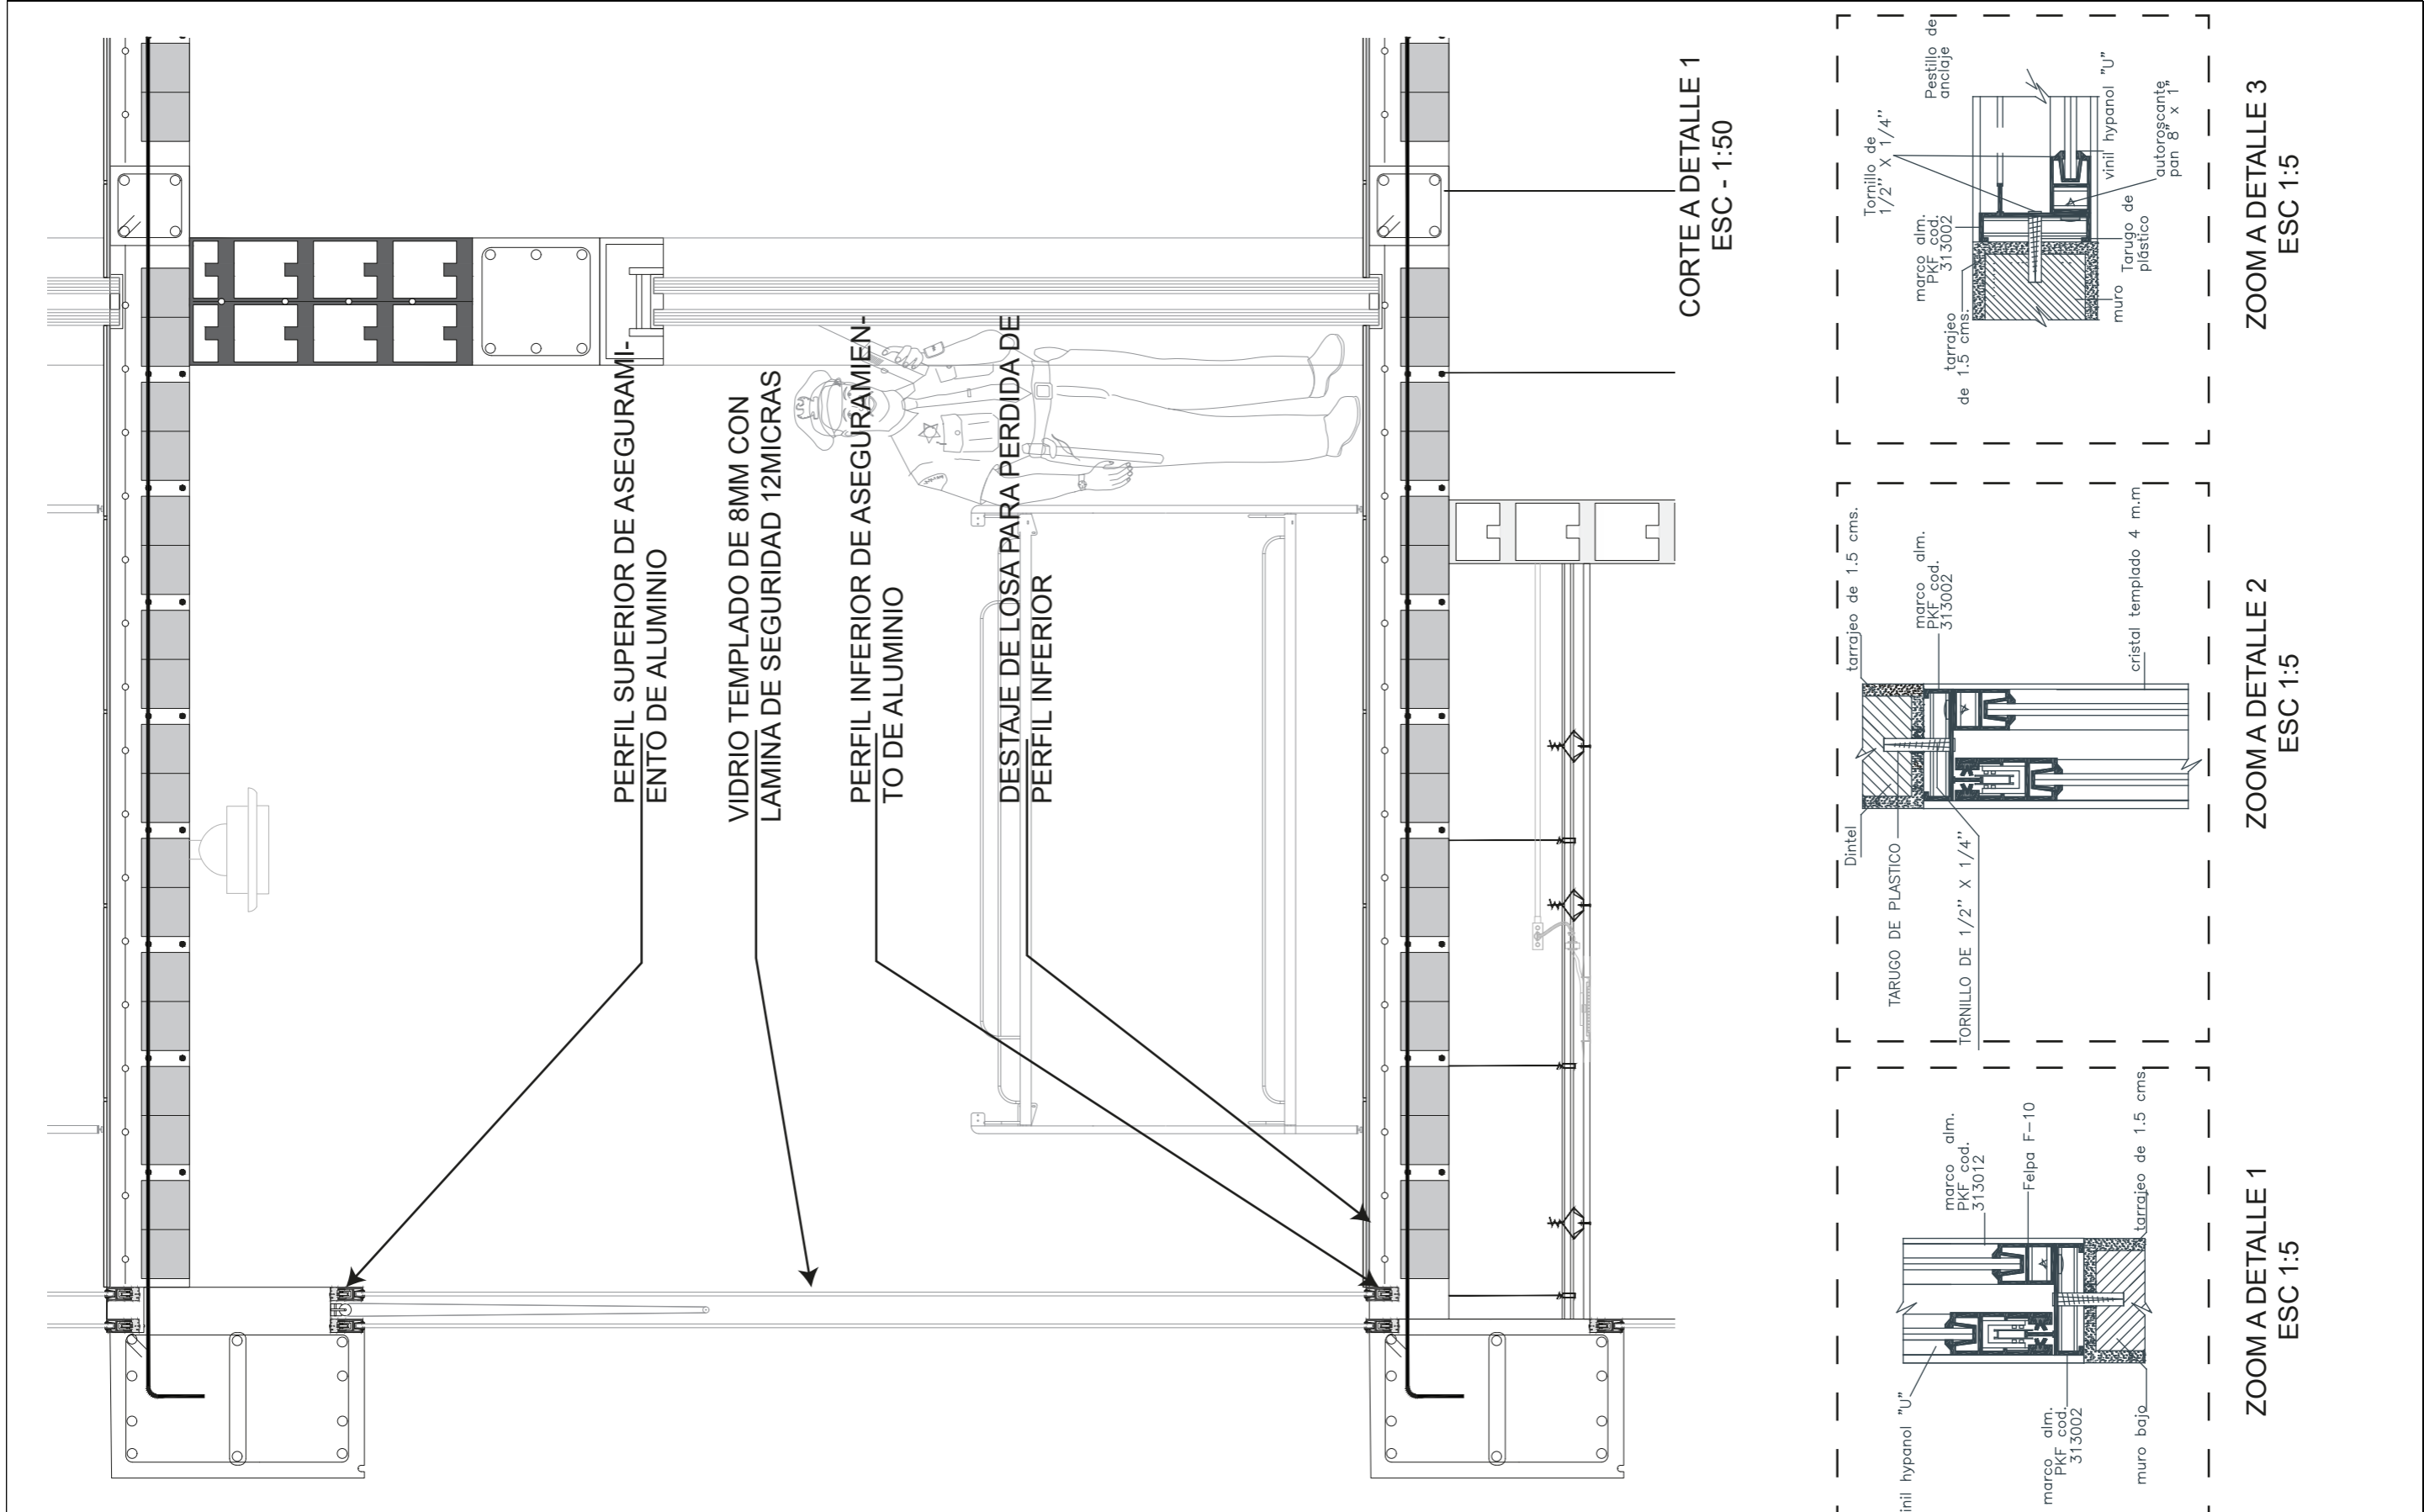 PERFIL SUPERIOR DE ASEGURAMI-
ENTO DE ALUMINIO
VIDRIO TEMPLADO DE 8MM CON
LAMINA DE SEGURIDAD 12MICRAS
PERFIL INFERIOR DE ASEGURAMIEN-
TO DE ALUMINIO
DESTAJE DE LOSA PARA PERDIDA DE
PERFIL INFERIOR
CORTE A DETALLE 1
ESC - 1:50
inil hypanol "U"
marco alm.
PKF cod.
313012
Felpa F-10
marco alm.
PKF cod.
313002
muro bajo
tarrajeo de 1.5 cms.
ZOOM A DETALLE 1
ESC 1:5
Dintel
tarrajeo de 1.5 cms.
TARUGO DE PLASTICO
marco alm.
PKF cod.
313002
TORNILLO DE 1/2" X 1/4"
cristal templado 4 m.m
ZOOM A DETALLE 2
ESC 1:5
Tornillo de
1/2" X 1/4"
Pestillo de
anclaje
marco alm.
PKF cod.
313002
tarrajeo
de 1.5 cms.
vinil hypanol "U"
muro
Tarugo de
plástico
autoroscante
pan 8" x 1"
ZOOM A DETALLE 3
ESC 1:5